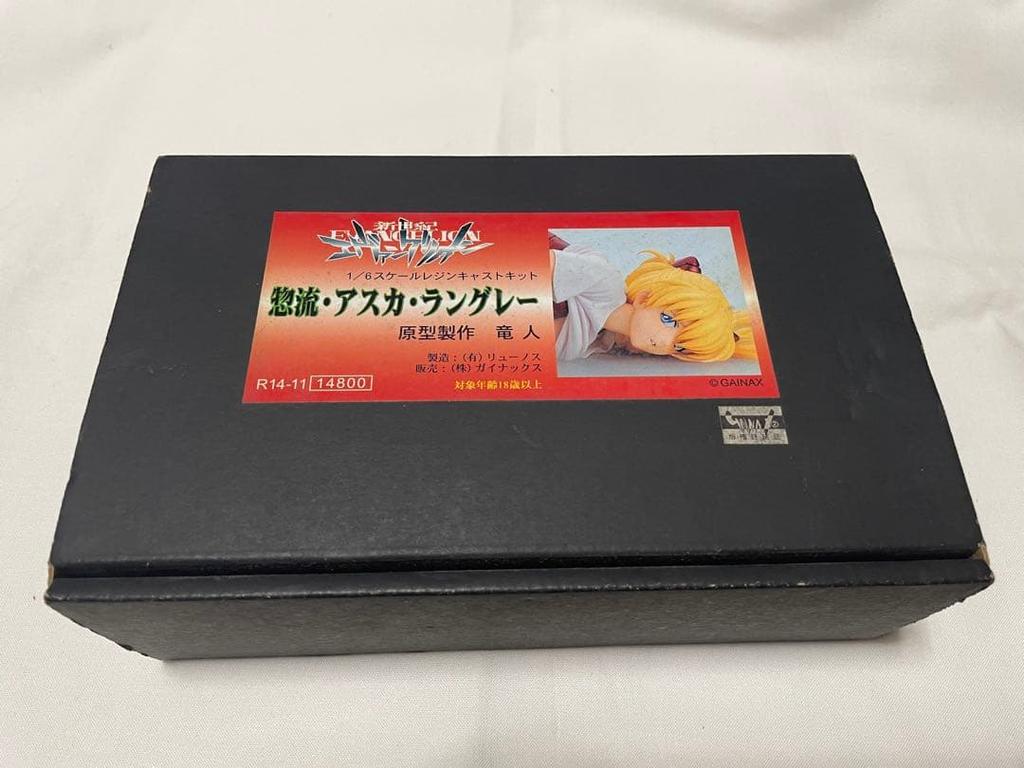 新世紀
EVANGELION
エヴァンゲリオン
1/6スケールレジンキャストキット
惣流・アスカ・ラングレー
原型製作 竜人
製造：(有)リューノス
販売：(株)ガイナックス
R14-11 14800
対象年齢18歳以上
©GAINAX